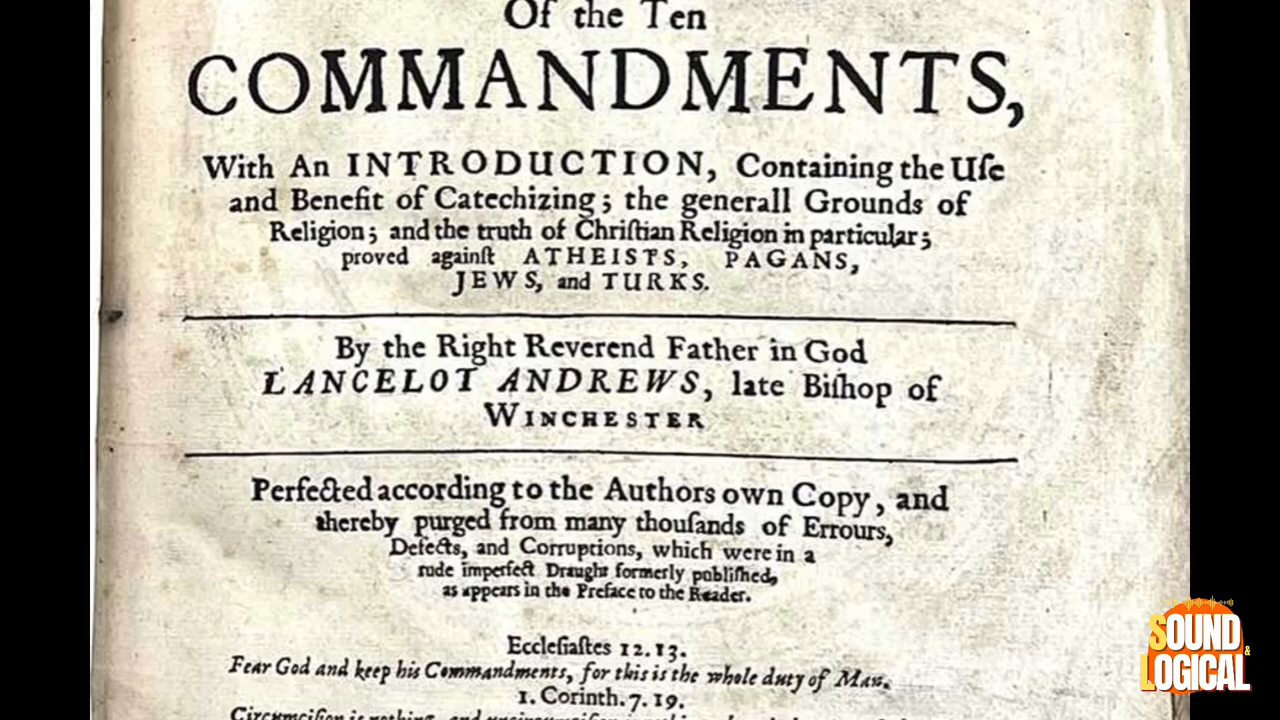 Of the Ten
COMMANDMENTS,
With An INTRODUCTION, Containing the Uſe
and Benefit of Catechizing; the generall Grounds of
Religion; and the truth of Chriſtian Religion in particular;
proved againſt ATHEISTS, PAGANS,
JEWS, and TURKS.
By the Right Reverend Father in God
LANCELOT ANDREWS, late Biſhop of
WINCHESTER
Perfected according to the Authors own Copy, and
thereby purged from many thouſands of Errours,
Defects, and Corruptions, which were in a
rude imperfect Draught formerly publiſhed,
as appears in the Preface to the Reader.
Eccleſiaſtes 12.13.
Fear God and keep his Commandments, for this is the whole duty of Man.
1. Corinth. 7. 19.
Circumciſion is nothing, and uncircumciſion
SOUND
&
LOGICAL